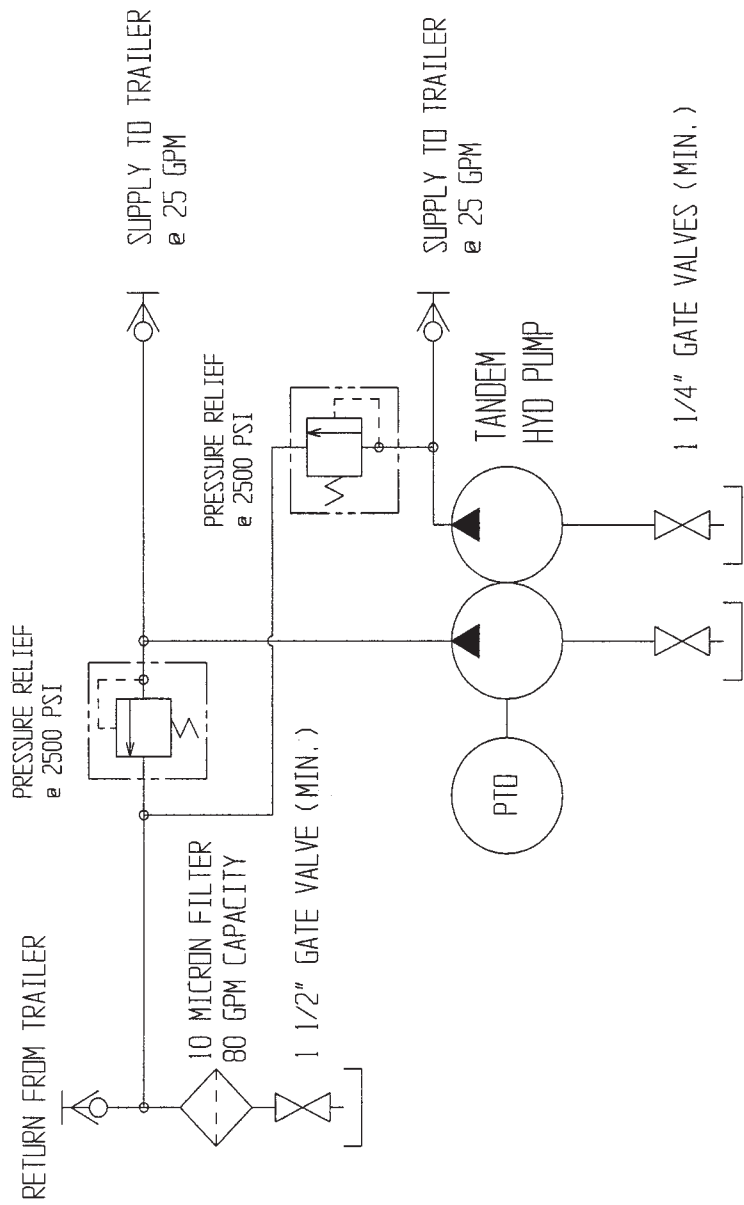 RETURN FROM TRAILER
PRESSURE RELIEF
@ 2500 PSI
SUPPLY TO TRAILER
@ 25 GPM
10 MICRON FILTER
80 GPM CAPACITY
1 1/2" GATE VALVE (MIN.)
PRESSURE RELIEF
@ 2500 PSI
SUPPLY TO TRAILER
@ 25 GPM
PTO
TANDEM
HYD PUMP
1 1/4" GATE VALVES (MIN.)